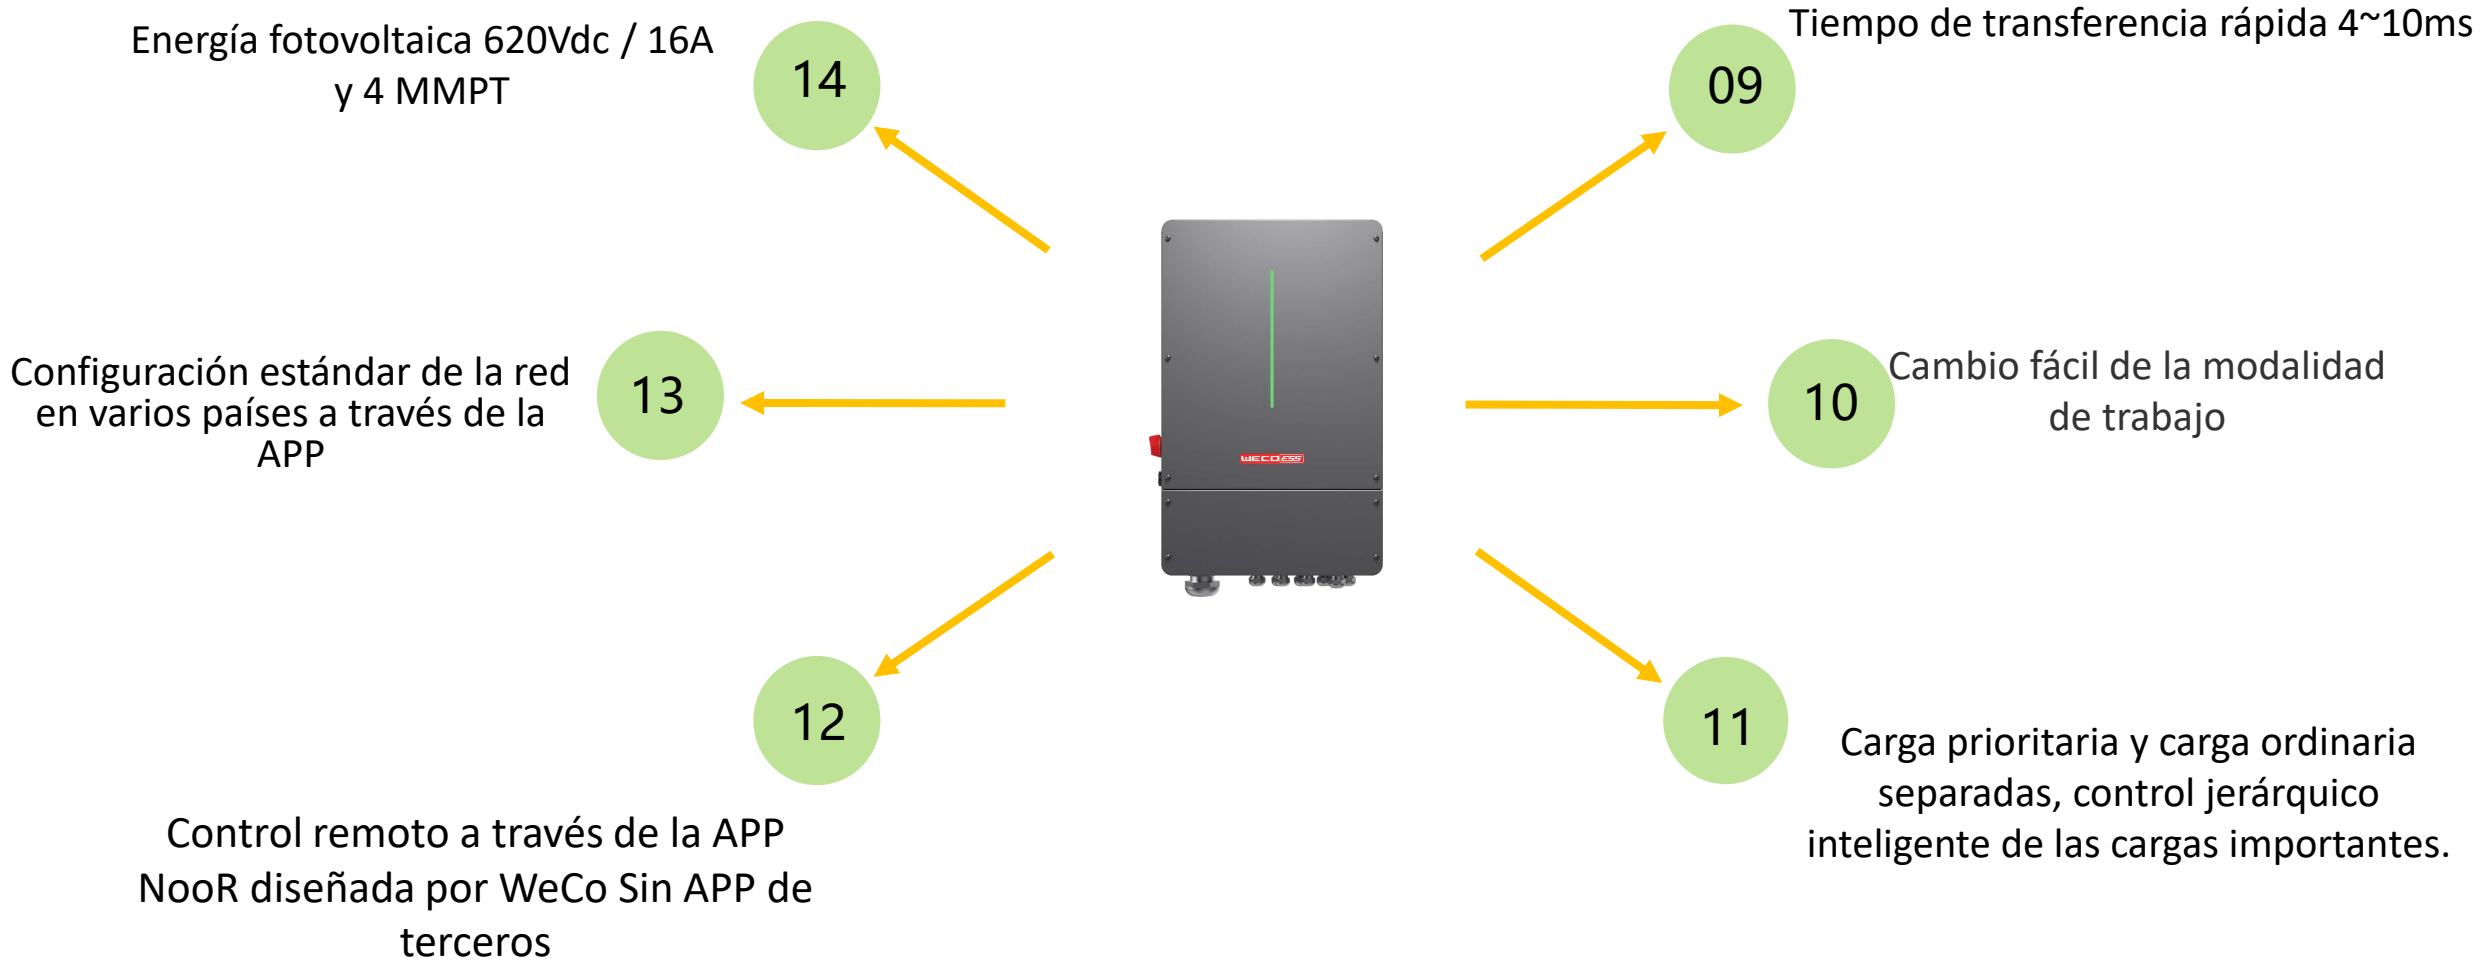 Energía fotovoltaica 620Vdc / 16A
y 4 MMPT
14
09
Tiempo de transferencia rápida 4~10ms
Configuración estándar de la red
en varios países a través de la
APP
13
10
Cambio fácil de la modalidad
de trabajo
WECO ESS
12
Control remoto a través de la APP
NooR diseñada por WeCo Sin APP de
terceros
11
Carga prioritaria y carga ordinaria
separadas, control jerárquico
inteligente de las cargas importantes.